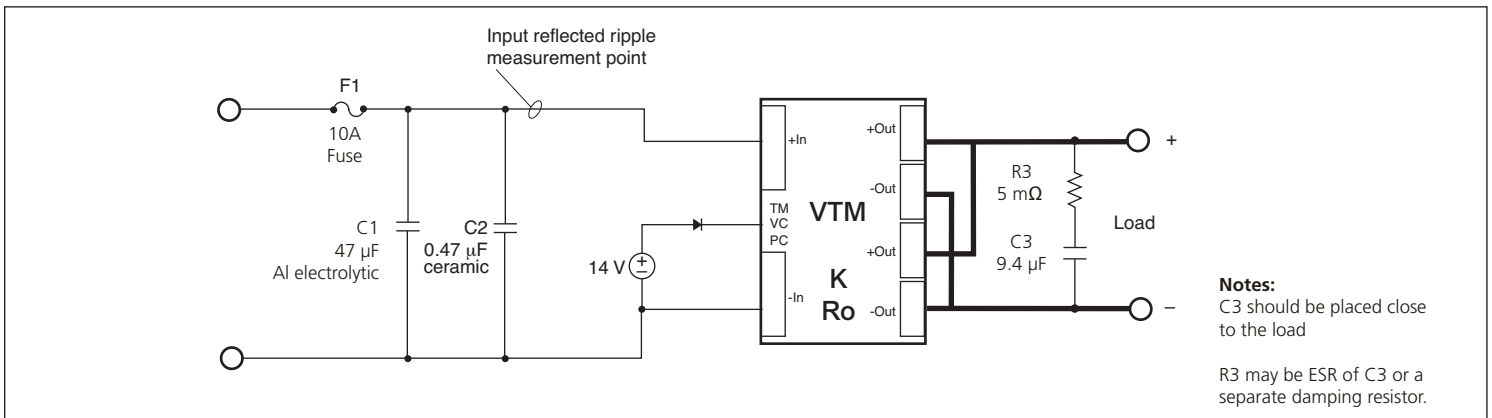 Input reflected ripple
measurement point
F1
10A
Fuse
C1
47 µF
Al electrolytic
C2
0.47 µF
ceramic
14 V
+In
TM
VC
PC
-In
VTM
K
Ro
+Out
-Out
+Out
-Out
R3
5 mΩ
C3
9.4 µF
+
Load
–
Notes:
C3 should be placed close
to the load
R3 may be ESR of C3 or a
separate damping resistor.